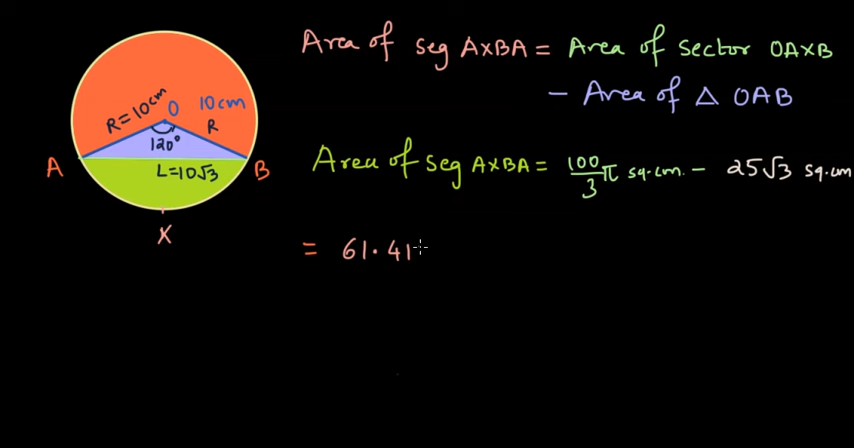 Area of seg AXBA = Area of sector OAXB
- Area of △ OAB
R=10cm
O
10cm
R
120°
A
L=10√3
B
X
Area of seg AXBA = 100/3 π sq.cm. - 25√3 sq.cm
= 61.41